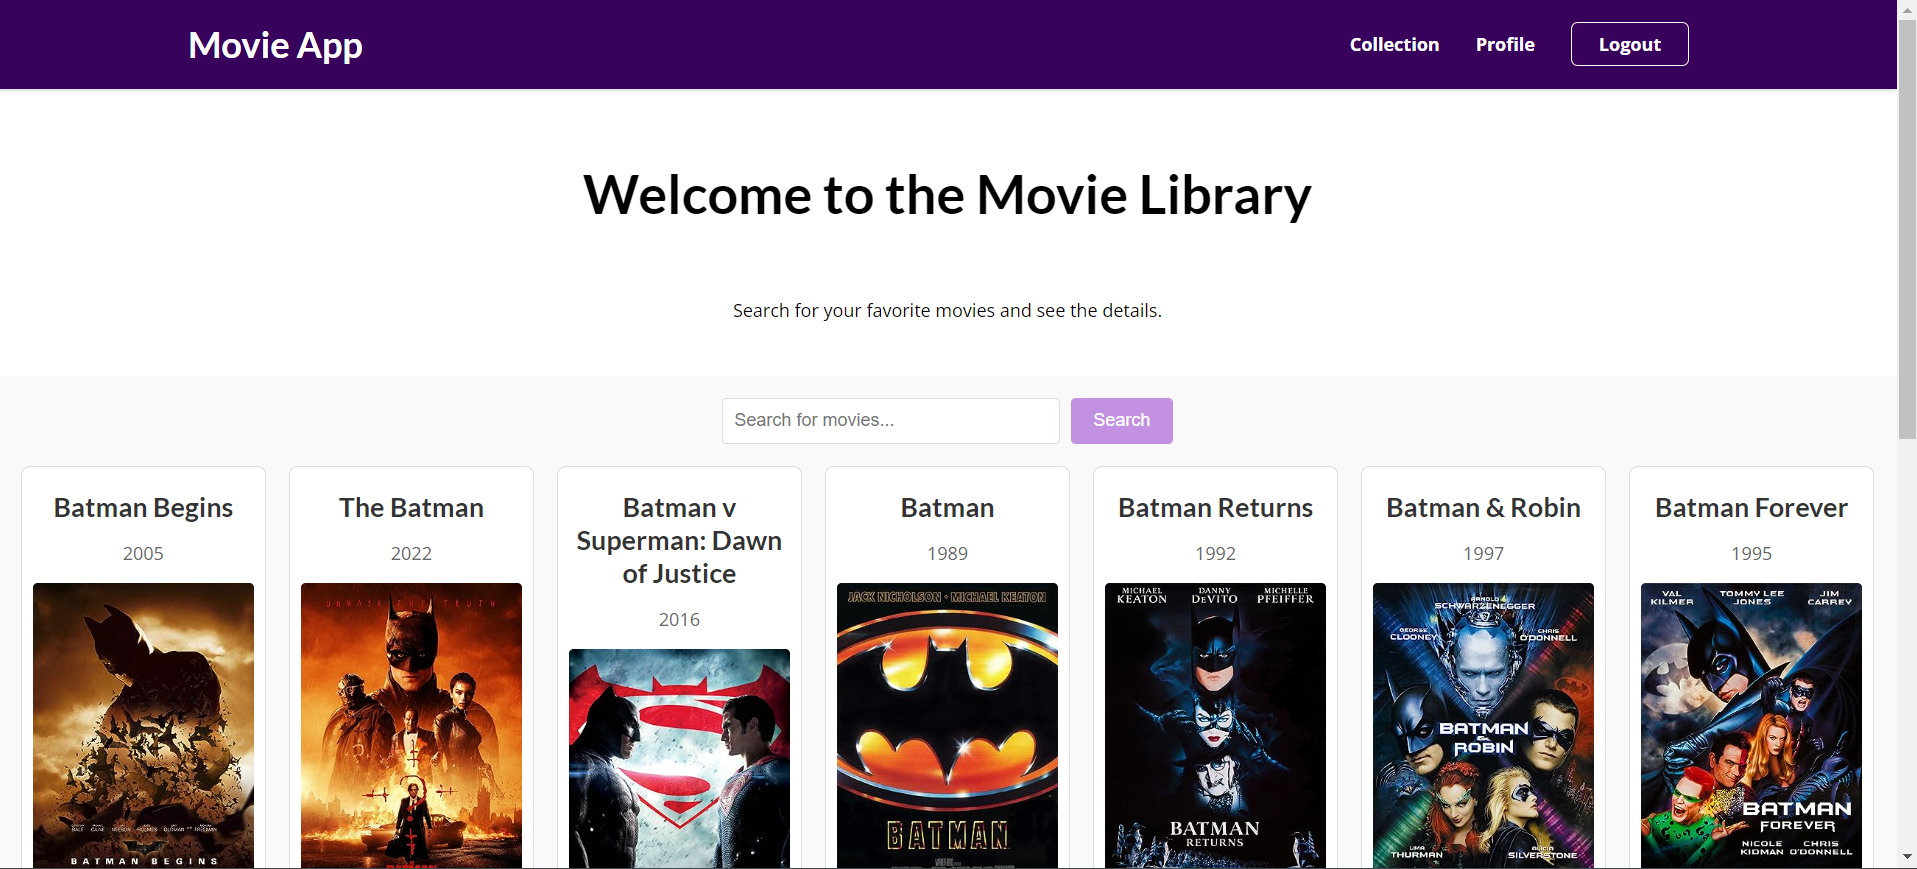 Movie App
Collection
Profile
Logout
Welcome to the Movie Library
Search for your favorite movies and see the details.
Search for movies...
Search
Batman Begins
2005
BATMAN BEGINS
The Batman
2022
UNMASK THE TRUTH
Batman v
Superman: Dawn
of Justice
2016
Batman
1989
JACK NICHOLSON • MICHAEL KEATON
BATMAN
Batman Returns
1992
MICHAEL KEATON
DANNY DEVITO
MICHELLE PFEIFFER
BATMAN
RETURNS
Batman & Robin
1997
ARNOLD
SCHWARZENEGGER
GEORGE CLOONEY
CHRIS O'DONNELL
BATMAN
&
ROBIN
UMA THURMAN
ALICIA SILVERSTONE
Batman Forever
1995
VAL KILMER
TOMMY LEE JONES
JIM CARREY
BATMAN
FOREVER
NICOLE KIDMAN
CHRIS O'DONNELL